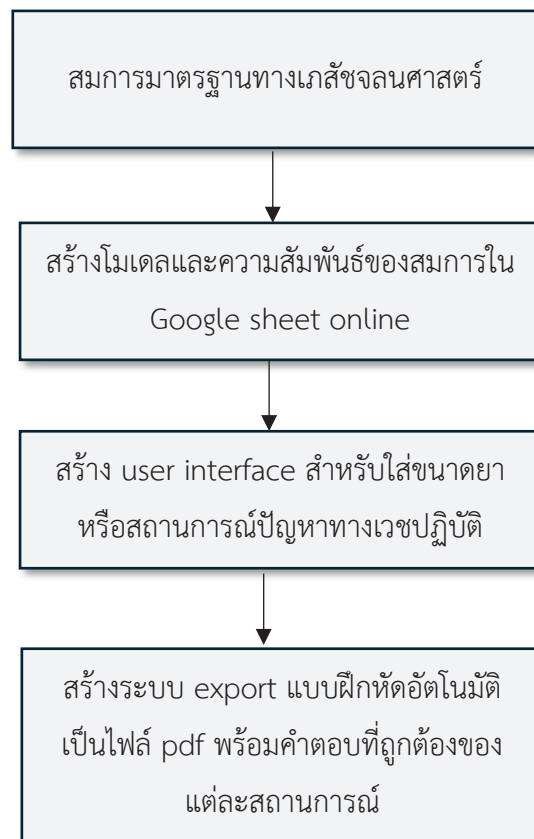 สมการมาตรฐานทางเภสัชจลนศาสตร์
สร้างโมเดลและความสัมพันธ์ของสมการใน
Google sheet online
สร้าง user interface สำหรับใส่ขนาดยา
หรือสถานการณ์ปัญหาทางเวชปฏิบัติ
สร้างระบบ export แบบฝึกหัดอัตโนมัติ
เป็นไฟล์ pdf พร้อมคำตอบที่ถูกต้องของ
แต่ละสถานการณ์